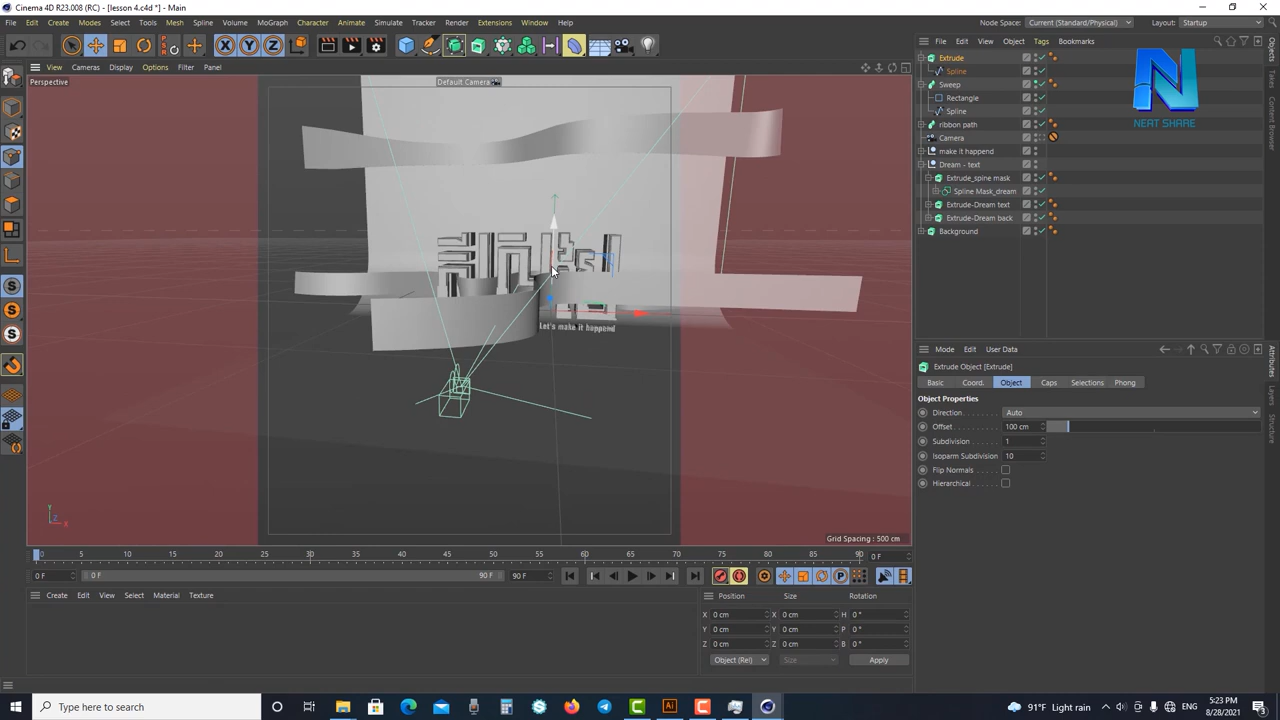 Cinema 4D R23.008 (RC) - [lesson 4.c4d *] - Main
File Edit Create Modes Select Tools Mesh Spline Volume MoGraph Character Animate Simulate Tracker Render Extensions Window Help
Node Space: Current (Standard/Physical) Layout: Startup
View Cameras Display Options Filter Panel
File Edit View Object Tags Bookmarks
Perspective
Default Camera
Extrude
Spline
Sweep
Rectangle
Spline
ribbon path
Camera
make it happend
Dream - text
Extrude_spine mask
Spline Mask_dream
Extrude-Dream text
Extrude-Dream back
Background
NEAT SHARE
Objects
Takes
Content Browser
Let's make it happend
Mode Edit User Data
Extrude Object [Extrude]
Basic Coord. Object Caps Selections Phong
Object Properties
Direction Auto
Offset 100 cm
Subdivision 1
Isoparm Subdivision 10
Flip Normals
Hierarchical
Attributes
Layers
Structure
Y
Z
X
Grid Spacing : 500 cm
0 5 10 15 20 25 30 35 40 45 50 55 60 65 70 75 80 85 90 0 F
0 F 0 F 90 F 90 F
Create Edit View Select Material Texture
Position Size Rotation
X 0 cm X 0 cm H 0 °
Y 0 cm Y 0 cm P 0 °
Z 0 cm Z 0 cm B 0 °
Object (Rel) Size Apply
Type here to search
91°F Light rain
ENG
5:23 PM
8/28/2021